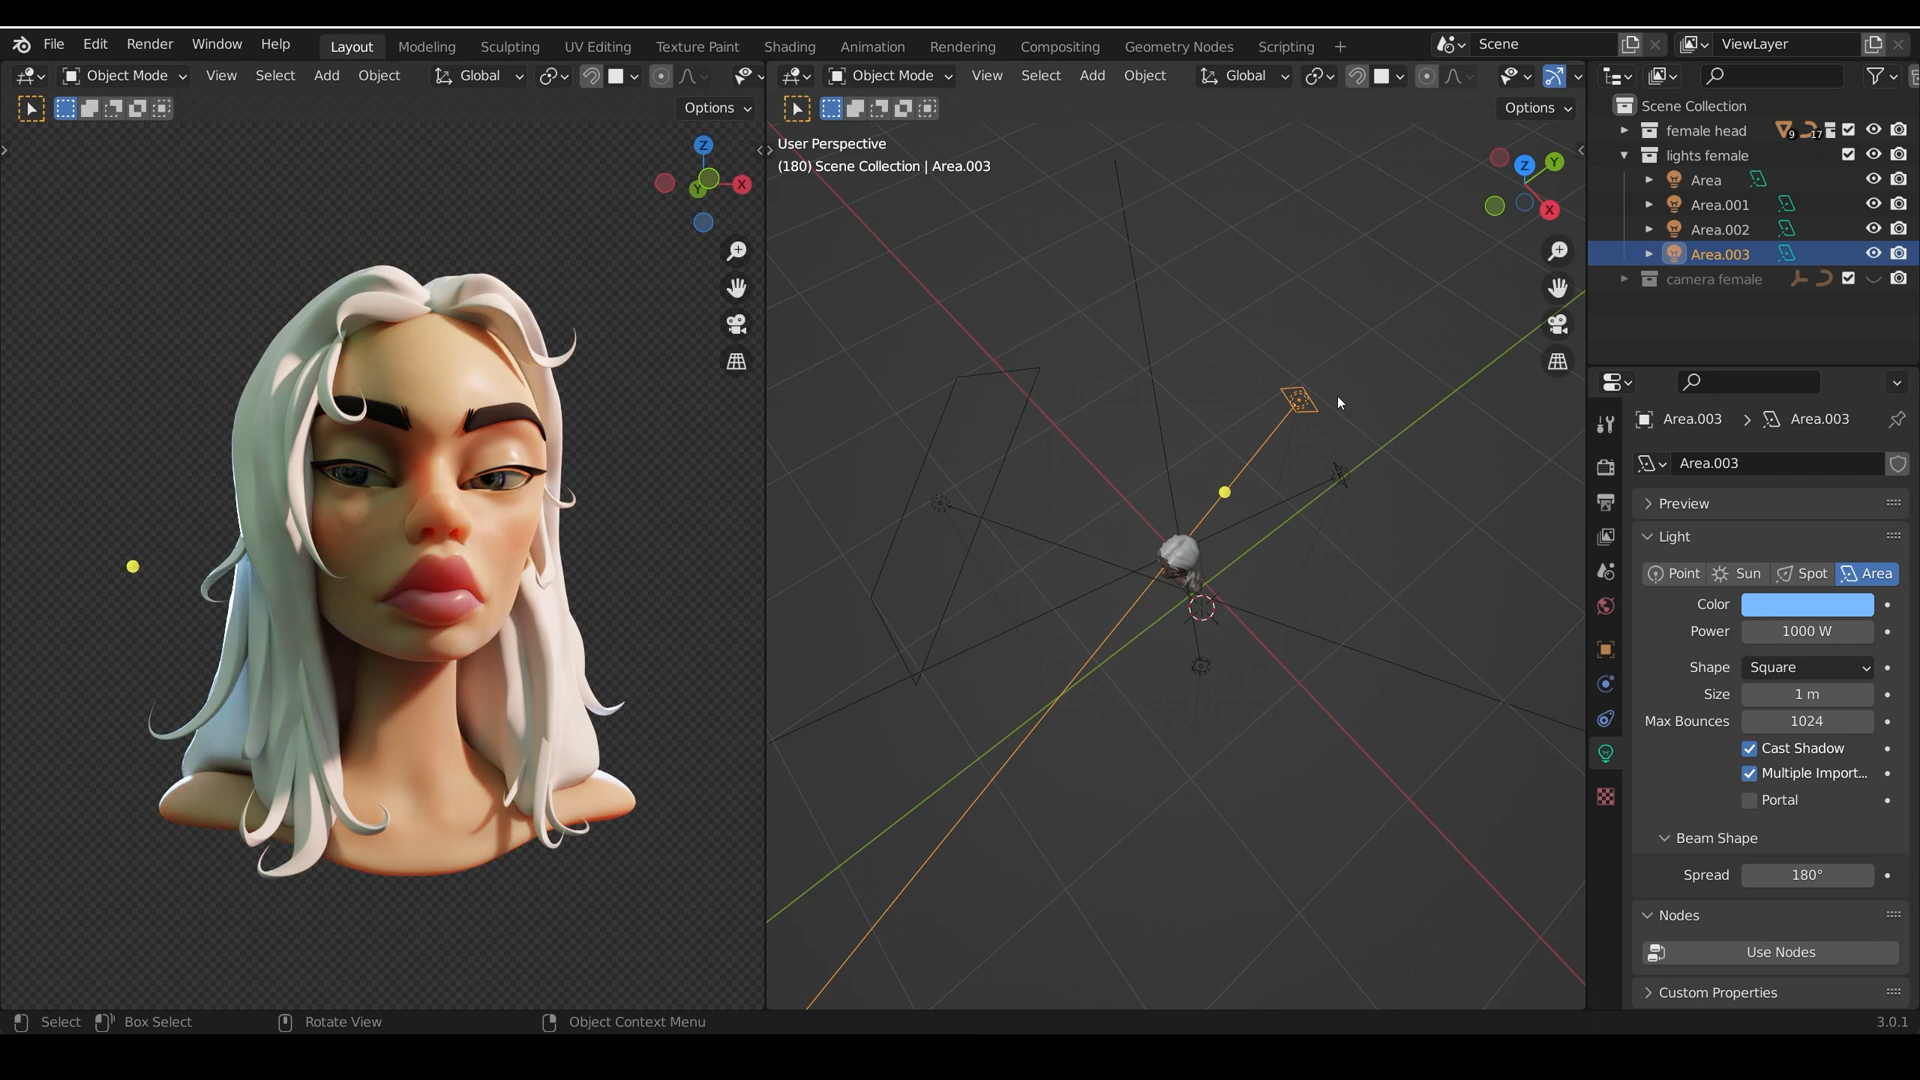 File Edit Render Window Help Layout Modeling Sculpting UV Editing Texture Paint Shading Animation Rendering Compositing Geometry Nodes Scripting + Scene ViewLayer
Object Mode View Select Add Object Global Object Mode View Select Add Object Global
Options Options
Scene Collection
female head 9 17
lights female
Area
Area.001
Area.002
Area.003
camera female
User Perspective
(180) Scene Collection | Area.003
Z
Y
X
Z
Y
X
Area.003 > Area.003
Area.003
Preview
Light
Point Sun Spot Area
Color
Power 1000 W
Shape Square
Size 1 m
Max Bounces 1024
Cast Shadow
Multiple Import...
Portal
Beam Shape
Spread 180°
Nodes
Use Nodes
Custom Properties
Select Box Select Rotate View Object Context Menu 3.0.1